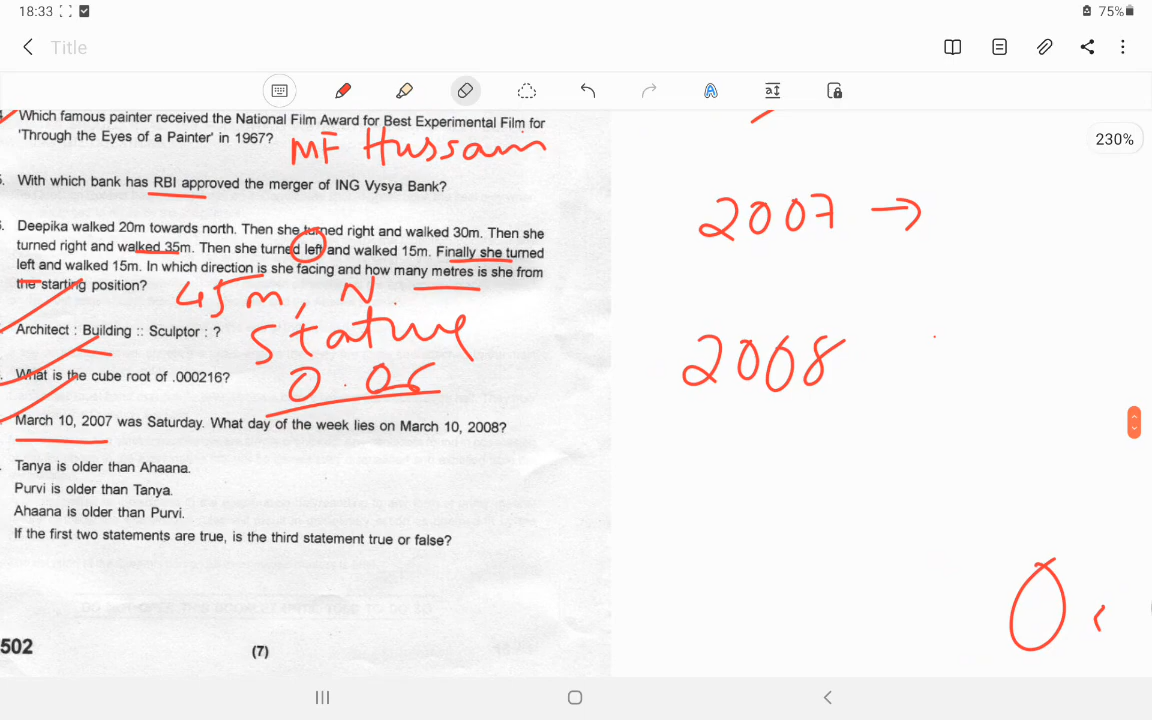 18:33
75%
Title
230%
Which famous painter received the National Film Award for Best Experimental Film for
'Through the Eyes of a Painter' in 1967?
MF Hussain
With which bank has RBI approved the merger of ING Vysya Bank?
Deepika walked 20m towards north. Then she turned right and walked 30m. Then she
turned right and walked 35m. Then she turned left and walked 15m. Finally she turned
left and walked 15m. In which direction is she facing and how many metres is she from
the starting position?
45m, N
Architect : Building :: Sculptor : ?
Statue
What is the cube root of .000216?
0.06
March 10, 2007 was Saturday. What day of the week lies on March 10, 2008?
Tanya is older than Ahaana.
Purvi is older than Tanya.
Ahaana is older than Purvi.
If the first two statements are true, is the third statement true or false?
502
(7)
2007 →
2008
0.